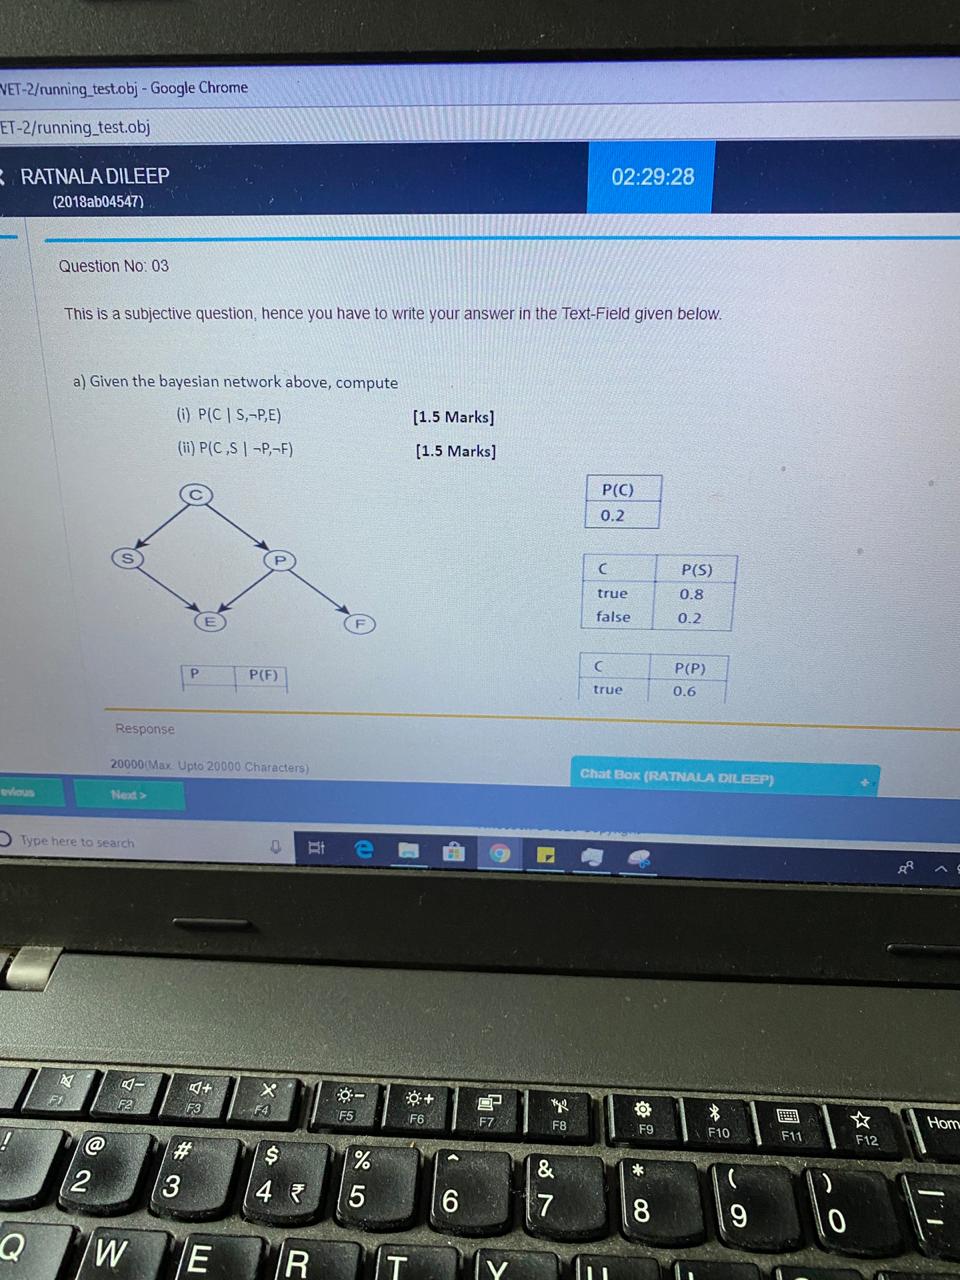 NET-2/running_test.obj - Google Chrome
ET-2/running_test.obj
RATNALA DILEEP
(2018ab04547)
02:29:28
Question No: 03
This is a subjective question, hence you have to write your answer in the Text-Field given below.
a) Given the bayesian network above, compute
(i) P(C | S,¬P,E) [1.5 Marks]
(ii) P(C ,S | ¬P,¬F) [1.5 Marks]
C
S
P
E
F
P(C)
0.2
C P(S)
true 0.8
false 0.2
P P(F)
C P(P)
true 0.6
Response
20000(Max. Upto 20000 Characters)
Chat Box (RATNALA DILEEP) +
evious
Next >
Type here to search
F1 F2 F3 F4 F5 F6 F7 F8 F9 F10 F11 F12 Hom
! @ # $ % ^ & * ( )
2 3 4 ₹ 5 6 7 8 9 0
Q W E R T Y